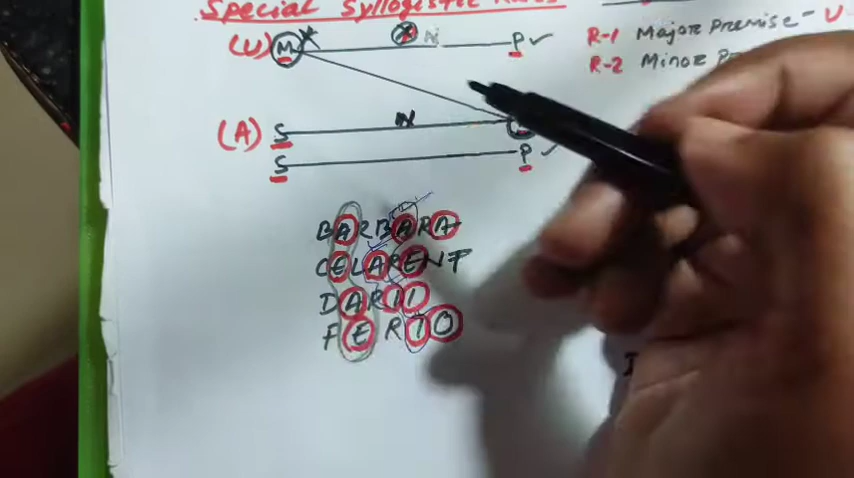 Special Syllogistic
(U) M N P ✓
R-1 Major Premise - U
R-2 Minor
(A) S N
S P ✓
BARBARA
CELARENT
DARII
FERIO